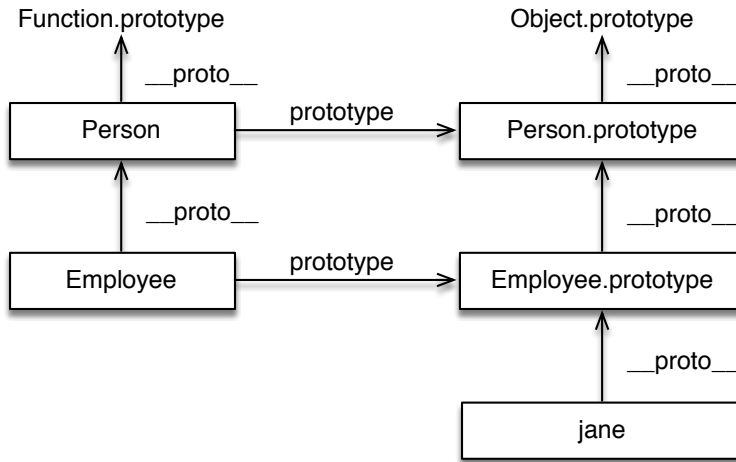 Function.prototype
Object.prototype
__proto__
__proto__
Person
prototype
Person.prototype
__proto__
__proto__
Employee
prototype
Employee.prototype
__proto__
jane